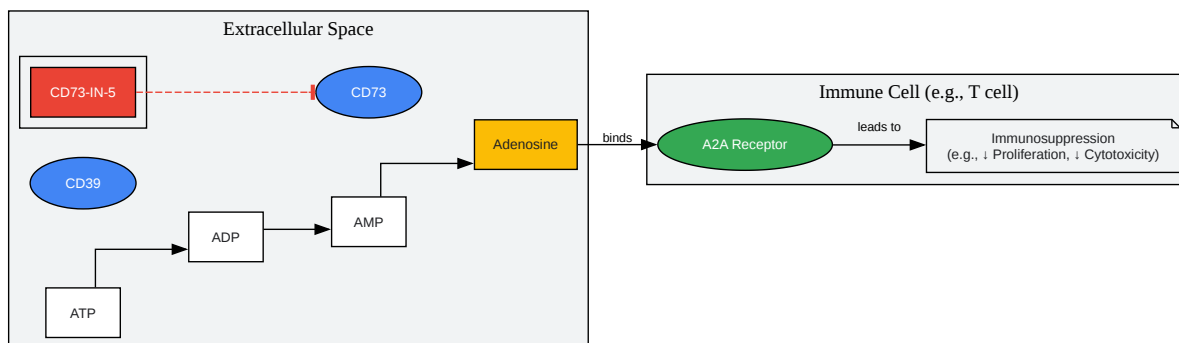 Extracellular Space
CD73-IN-5
CD73
Immune Cell (e.g., T cell)
Adenosine
binds
A2A Receptor
leads to
Immunosuppression
(e.g., ↓ Proliferation, ↓ Cytotoxicity)
CD39
ADP
AMP
ATP